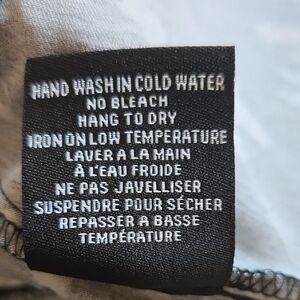 HAND WASH IN COLD WATER
NO BLEACH
HANG TO DRY
IRON ON LOW TEMPERATURE
LAVER A LA MAIN
À L'EAU FROIDE
NE PAS JAVELLISER
SUSPENDRE POUR SÉCHER
REPASSER A BASSE
TEMPÉRATURE